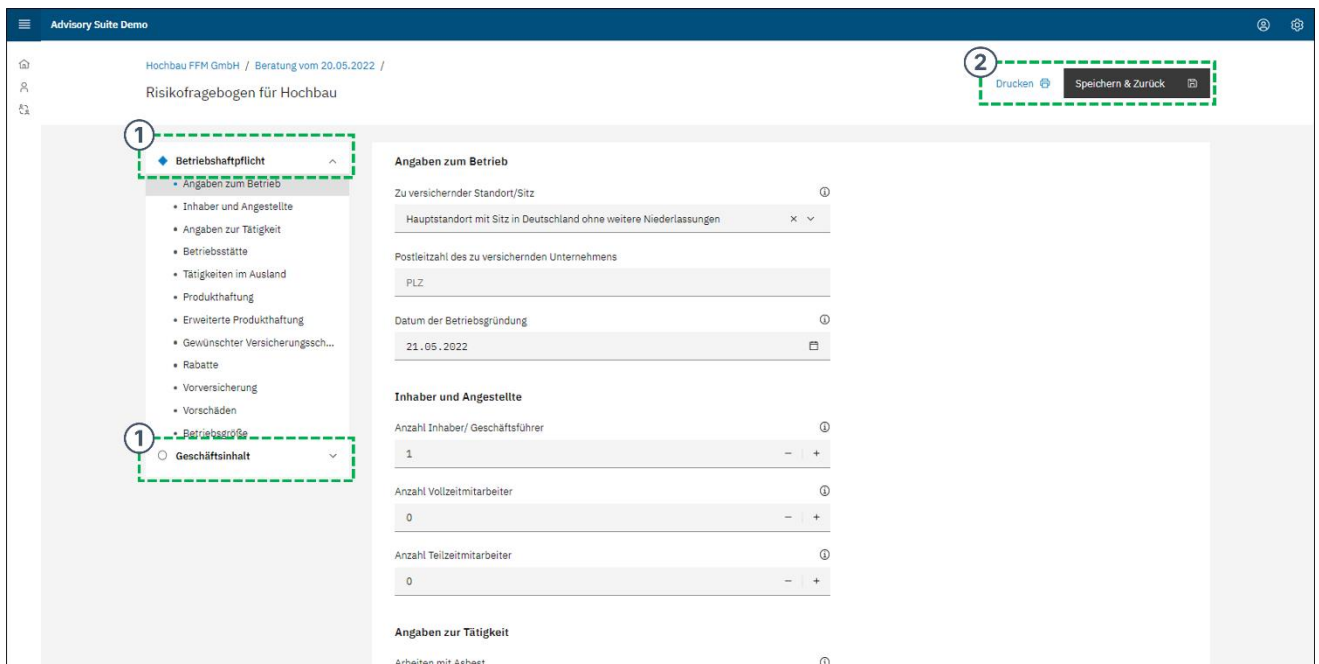 Advisory Suite Demo
Hochbau FFM GmbH / Beratung vom 20.05.2022 /
Risikofragebogen für Hochbau
2
Drucken
Speichern & Zurück
1
Betriebshaftpflicht
Angaben zum Betrieb
Inhaber und Angestellte
Angaben zur Tätigkeit
Betriebsstätte
Tätigkeiten im Ausland
Produkthaftung
Erweiterte Produkthaftung
Gewünschter Versicherungssch...
Rabatte
Vorversicherung
Vorschäden
Betriebsgröße
1
Geschäftsinhalt
Angaben zum Betrieb
Zu versichernder Standort/Sitz
Hauptstandort mit Sitz in Deutschland ohne weitere Niederlassungen
Postleitzahl des zu versichernden Unternehmens
PLZ
Datum der Betriebsgründung
21.05.2022
Inhaber und Angestellte
Anzahl Inhaber/ Geschäftsführer
1
Anzahl Vollzeitmitarbeiter
0
Anzahl Teilzeitmitarbeiter
0
Angaben zur Tätigkeit
Arbeiten mit Asbest